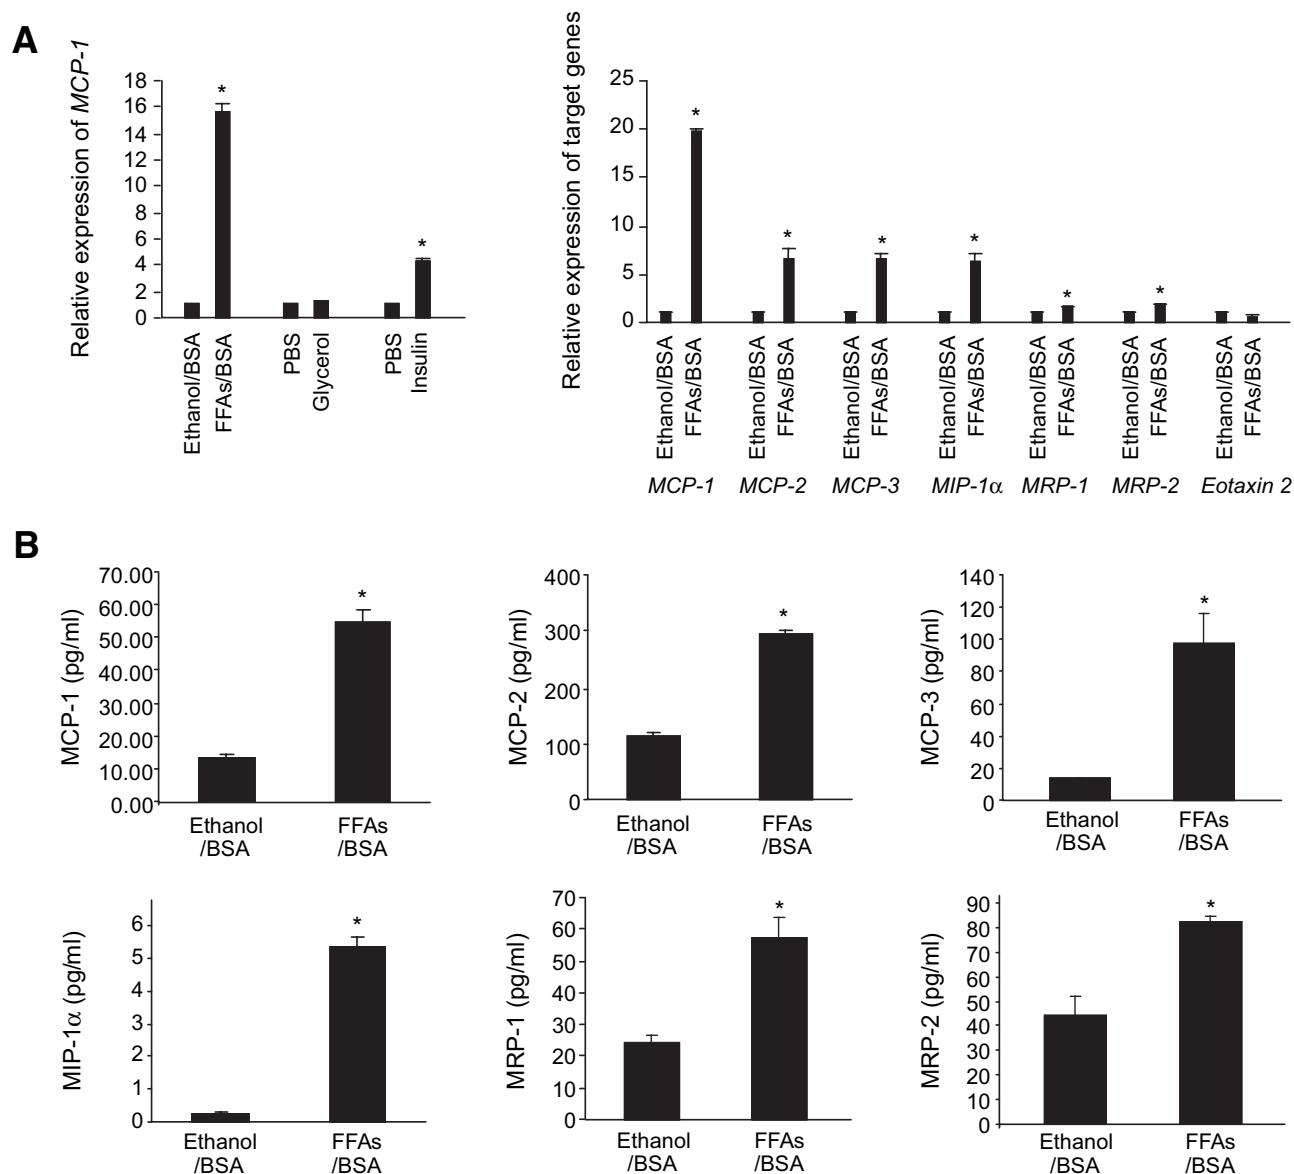 A
Relative expression of MCP-1
18
16
14
12
10
8
6
4
2
0
*
*
Ethanol/BSA
FFAs/BSA
PBS
Glycerol
PBS
Insulin
Relative expression of target genes
25
20
15
10
5
0
*
*
*
*
*
*
Ethanol/BSA
FFAs/BSA
Ethanol/BSA
FFAs/BSA
Ethanol/BSA
FFAs/BSA
Ethanol/BSA
FFAs/BSA
Ethanol/BSA
FFAs/BSA
Ethanol/BSA
FFAs/BSA
Ethanol/BSA
FFAs/BSA
MCP-1 MCP-2 MCP-3 MIP-1α MRP-1 MRP-2 Eotaxin 2
B
MCP-1 (pg/ml)
70.00
60.00
50.00
40.00
30.00
20.00
10.00
0.00
*
Ethanol
/BSA
FFAs
/BSA
MCP-2 (pg/ml)
400
300
200
100
0
*
Ethanol
/BSA
FFAs
/BSA
MCP-3 (pg/ml)
140
120
100
80
60
40
20
0
*
Ethanol
/BSA
FFAs
/BSA
MIP-1α (pg/ml)
6
5
4
3
2
1
0
*
Ethanol
/BSA
FFAs
/BSA
MRP-1 (pg/ml)
70
60
50
40
30
20
10
0
*
Ethanol
/BSA
FFAs
/BSA
MRP-2 (pg/ml)
90
80
70
60
50
40
30
20
10
0
*
Ethanol
/BSA
FFAs
/BSA